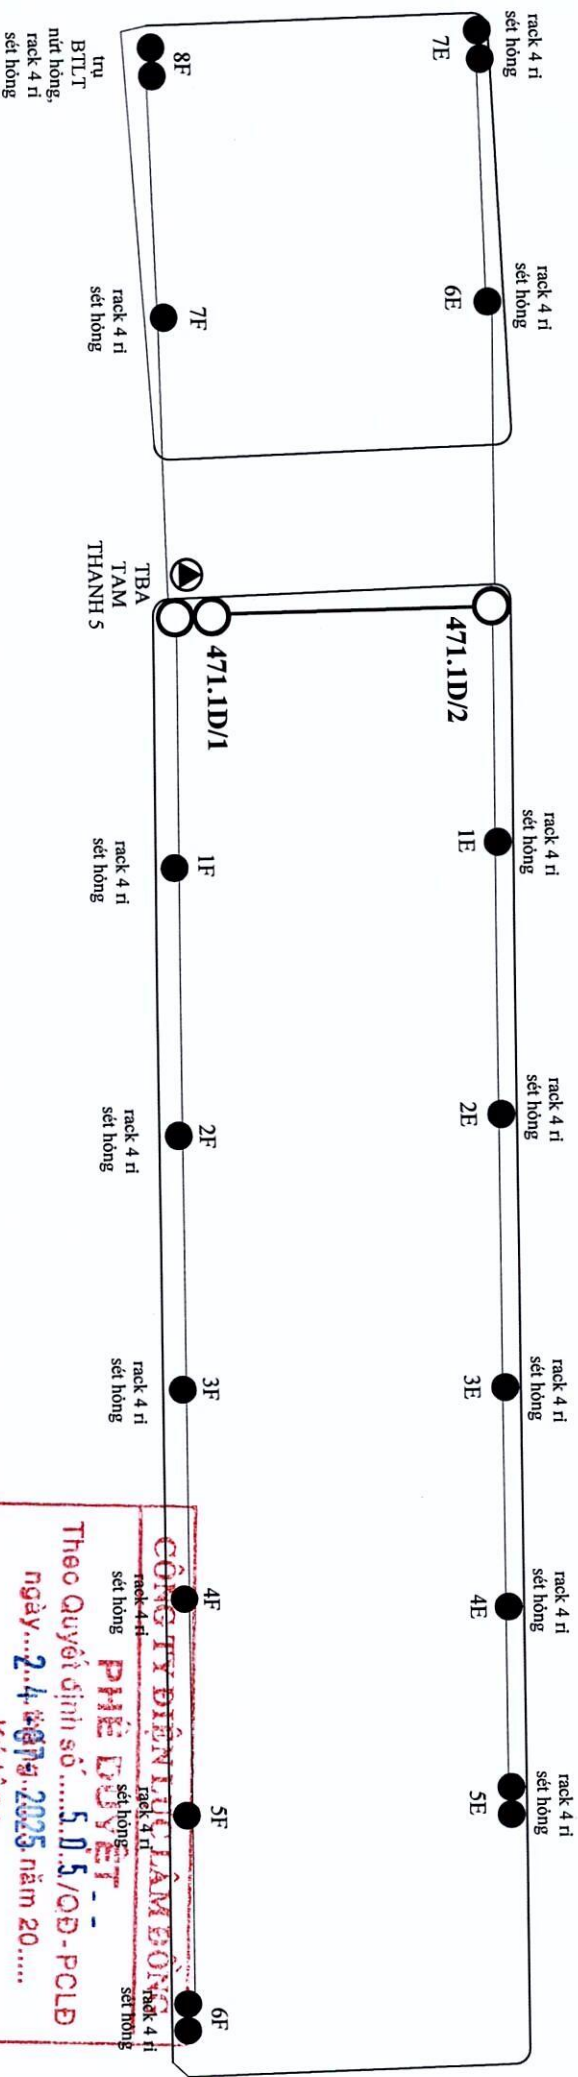 rack 4 ri
sét hỏng
7E
rack 4 ri
sét hỏng
6E
471.1D/2
rack 4 ri
sét hỏng
1E
rack 4 ri
sét hỏng
2E
rack 4 ri
sét hỏng
3E
rack 4 ri
sét hỏng
4E
rack 4 ri
sét hỏng
5E
8F
trụ
BTLT
nứt hỏng,
rack 4 ri
sét hỏng
7F
rack 4 ri
sét hỏng
TBA
TAM
THANH 5
471.1D/1
1F
rack 4 ri
sét hỏng
2F
rack 4 ri
sét hỏng
3F
rack 4 ri
sét hỏng
4F
rack 4 ri
sét hỏng
5F
rack 4 ri
sét hỏng
6F
rack 4 ri
sét hỏng
CÔNG TY ĐIỆN LỰC LÂM ĐỒNG
PHÊ DUYỆT
Theo Quyết định số.....505./QĐ-PCLĐ
ngày...24-07-2025 năm 20.....